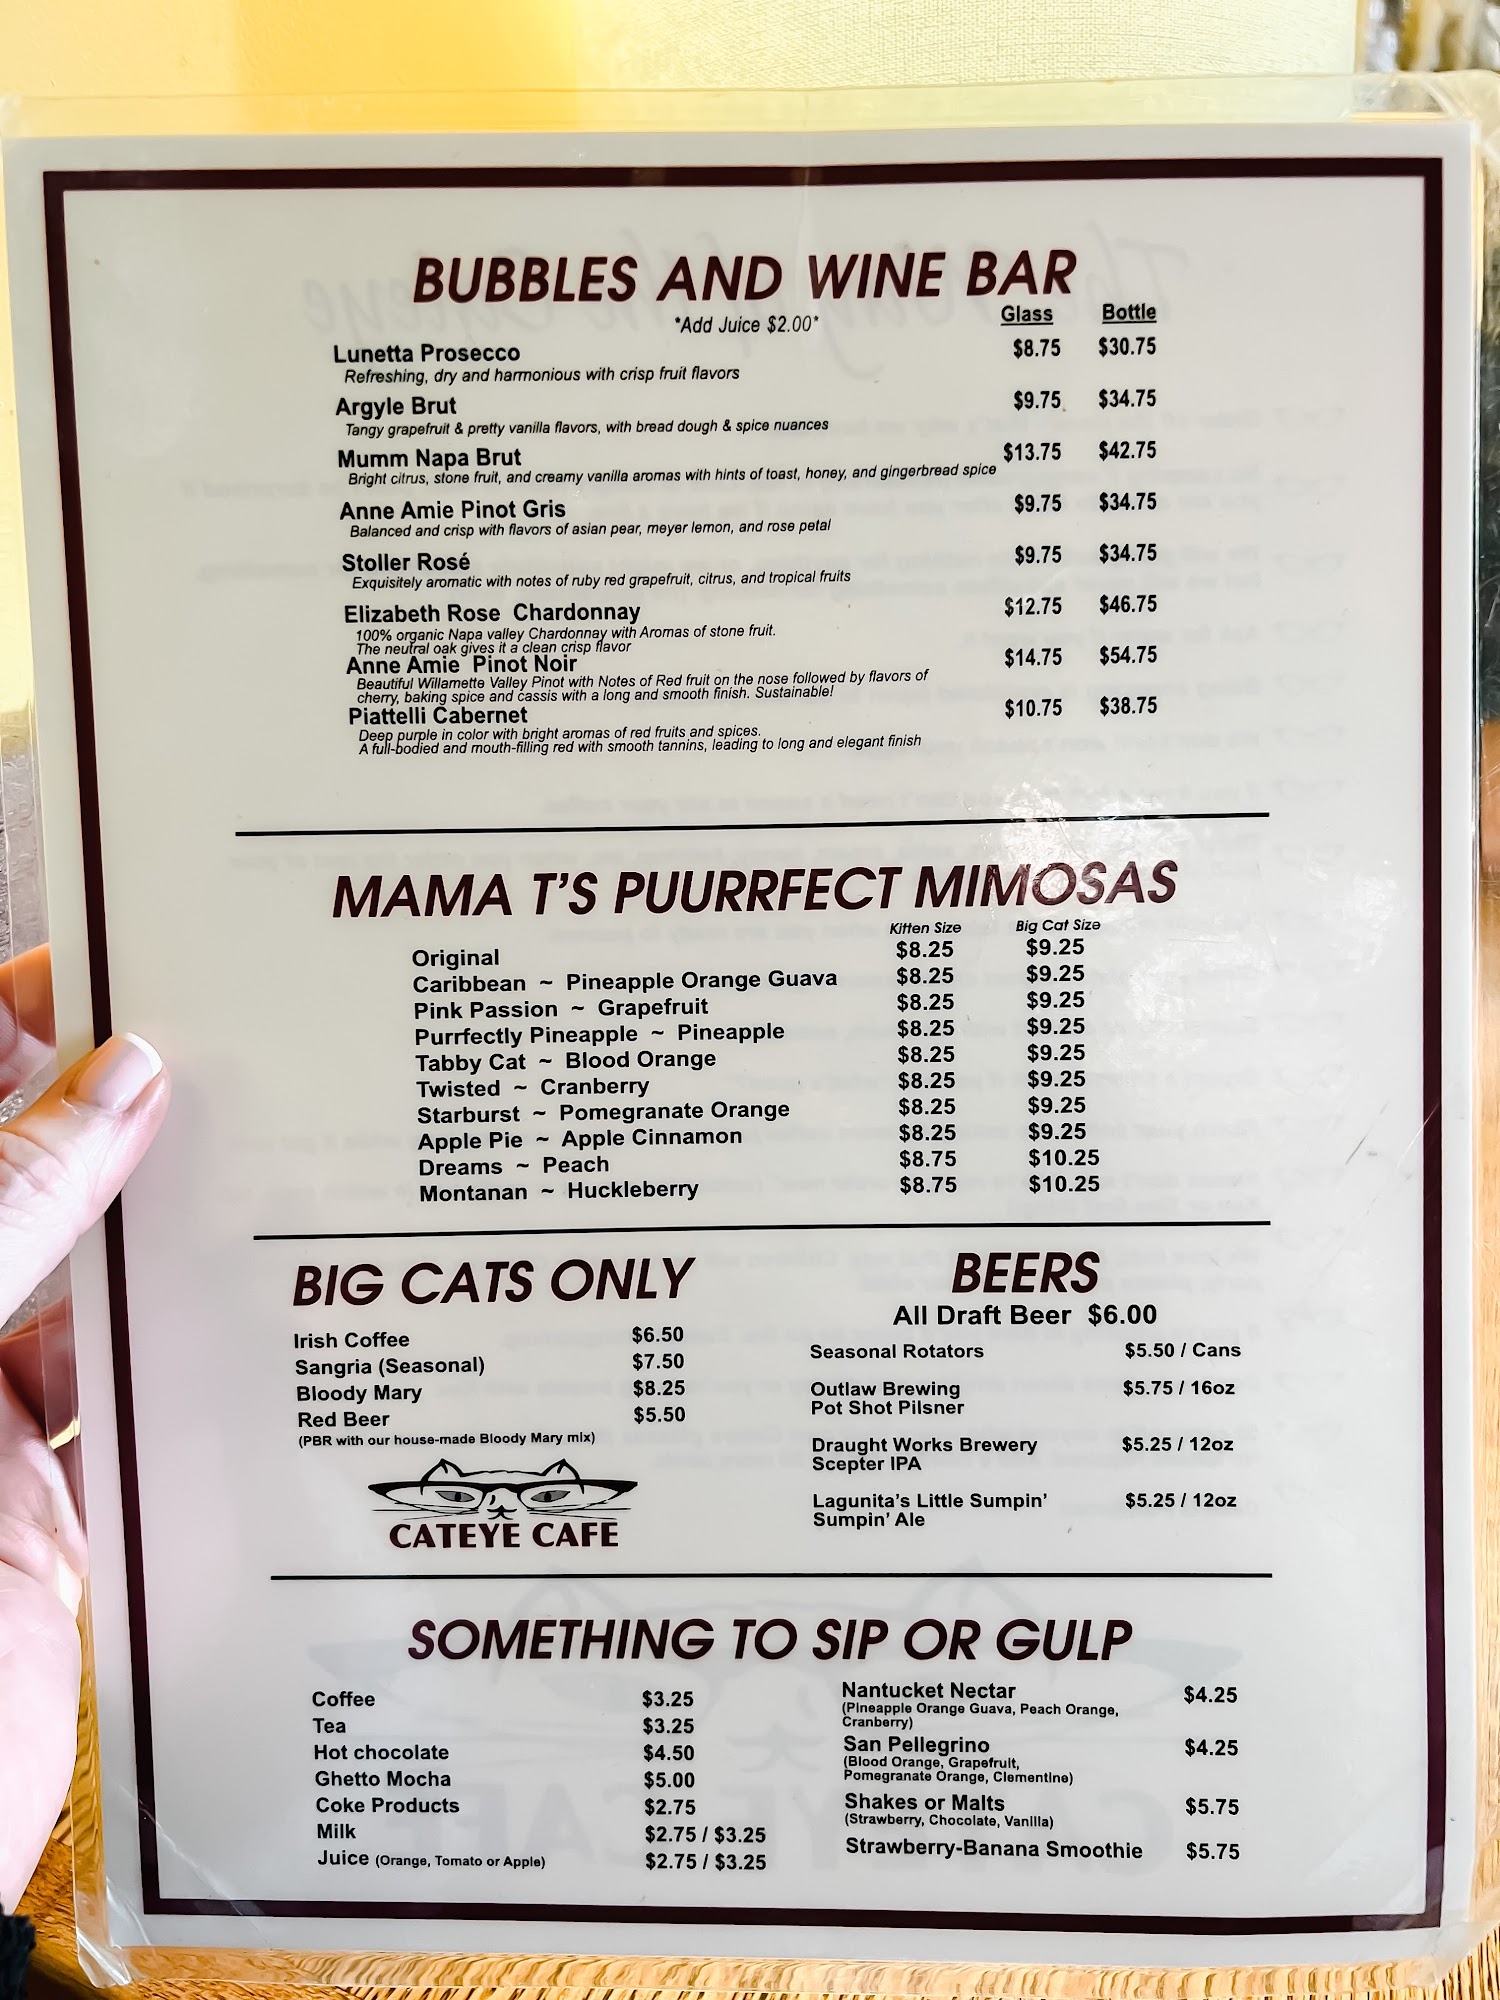 BUBBLES AND WINE BAR
*Add Juice $2.00* Glass Bottle
Lunetta Prosecco $8.75 $30.75
Refreshing, dry and harmonious with crisp fruit flavors
Argyle Brut $9.75 $34.75
Tangy grapefruit & pretty vanilla flavors, with bread dough & spice nuances
Mumm Napa Brut $13.75 $42.75
Bright citrus, stone fruit, and creamy vanilla aromas with hints of toast, honey, and gingerbread spice
Anne Amie Pinot Gris $9.75 $34.75
Balanced and crisp with flavors of asian pear, meyer lemon, and rose petal
Stoller Rosé $9.75 $34.75
Exquisitely aromatic with notes of ruby red grapefruit, citrus, and tropical fruits
Elizabeth Rose Chardonnay $12.75 $46.75
100% organic Napa valley Chardonnay with Aromas of stone fruit.
The neutral oak gives it a clean crisp flavor
Anne Amie Pinot Noir $14.75 $54.75
Beautiful Willamette Valley Pinot with Notes of Red fruit on the nose followed by flavors of
cherry, baking spice and cassis with a long and smooth finish. Sustainable!
Piattelli Cabernet $10.75 $38.75
Deep purple in color with bright aromas of red fruits and spices.
A full-bodied and mouth-filling red with smooth tannins, leading to long and elegant finish
MAMA T'S PUURRFECT MIMOSAS
Kitten Size Big Cat Size
Original $8.25 $9.25
Caribbean ~ Pineapple Orange Guava $8.25 $9.25
Pink Passion ~ Grapefruit $8.25 $9.25
Purrfectly Pineapple ~ Pineapple $8.25 $9.25
Tabby Cat ~ Blood Orange $8.25 $9.25
Twisted ~ Cranberry $8.25 $9.25
Starburst ~ Pomegranate Orange $8.25 $9.25
Apple Pie ~ Apple Cinnamon $8.25 $9.25
Dreams ~ Peach $8.75 $10.25
Montanan ~ Huckleberry $8.75 $10.25
BIG CATS ONLY
Irish Coffee $6.50
Sangria (Seasonal) $7.50
Bloody Mary $8.25
Red Beer $5.50
(PBR with our house-made Bloody Mary mix)
CATEYE CAFE
BEERS
All Draft Beer $6.00
Seasonal Rotators $5.50 / Cans
Outlaw Brewing $5.75 / 16oz
Pot Shot Pilsner
Draught Works Brewery $5.25 / 12oz
Scepter IPA
Lagunita's Little Sumpin' $5.25 / 12oz
Sumpin' Ale
SOMETHING TO SIP OR GULP
Coffee $3.25
Tea $3.25
Hot chocolate $4.50
Ghetto Mocha $5.00
Coke Products $2.75
Milk $2.75 / $3.25
Juice (Orange, Tomato or Apple) $2.75 / $3.25
Nantucket Nectar $4.25
(Pineapple Orange Guava, Peach Orange,
Cranberry)
San Pellegrino $4.25
(Blood Orange, Grapefruit,
Pomegranate Orange, Clementine)
Shakes or Malts $5.75
(Strawberry, Chocolate, Vanilla)
Strawberry-Banana Smoothie $5.75